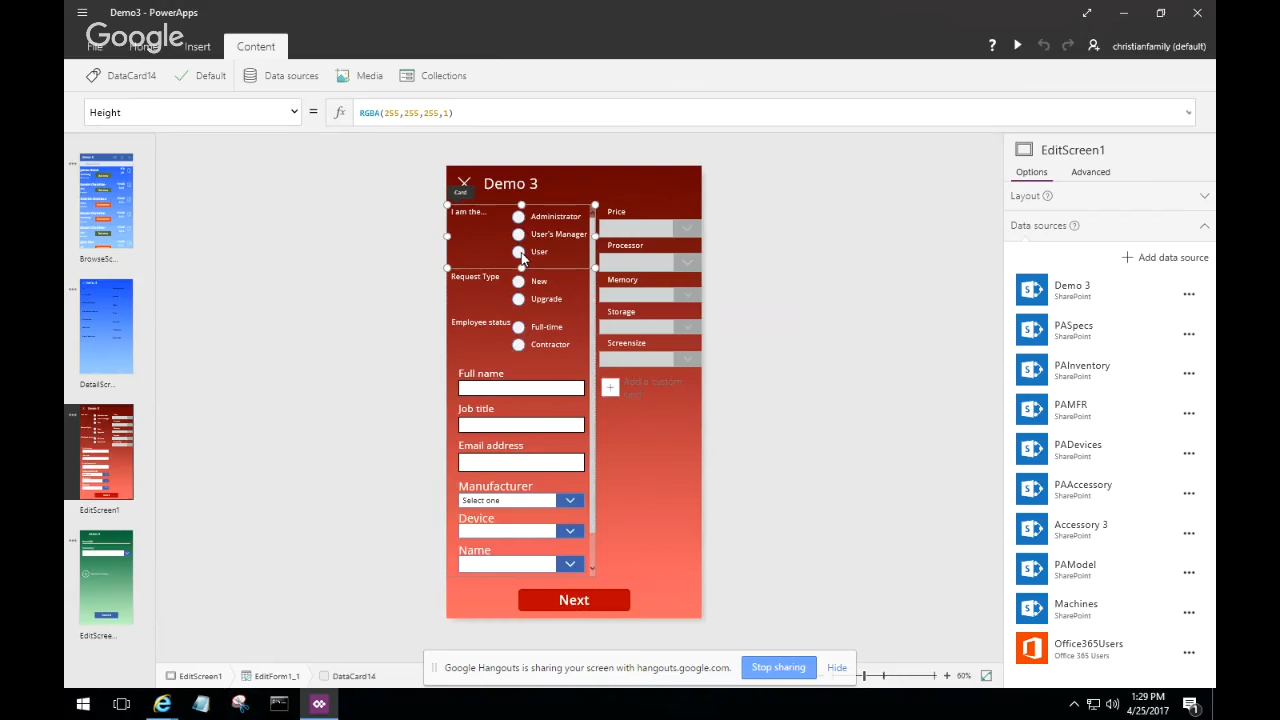 Demo3 - PowerApps
Google
File Home Insert Content
? christianfamily (default)
DataCard14 Default Data sources Media Collections
Height = fx RGBA(255,255,255,1)
EditScreen1
Options Advanced
Layout ?
Data sources ?
+ Add data source
Demo 3
SharePoint
PASpecs
SharePoint
PAInventory
SharePoint
PAMFR
SharePoint
PADevices
SharePoint
PAAccessory
SharePoint
Accessory 3
SharePoint
PAModel
SharePoint
Machines
SharePoint
Office365Users
Office 365 Users
BrowseSc...
DetailScr...
EditScreen1
EditScree...
Demo 3
Card
I am the...
Administrator
User's Manager
User
Request Type
New
Upgrade
Employee status
Full-time
Contractor
Full name
Job title
Email address
Manufacturer
Select one
Device
Name
Price
Processor
Memory
Storage
Screensize
Add a custom
card
Next
Google Hangouts is sharing your screen with hangouts.google.com. Stop sharing Hide
EditScreen1 EditForm1_1 DataCard14
+ 60%
1:29 PM
4/25/2017
1